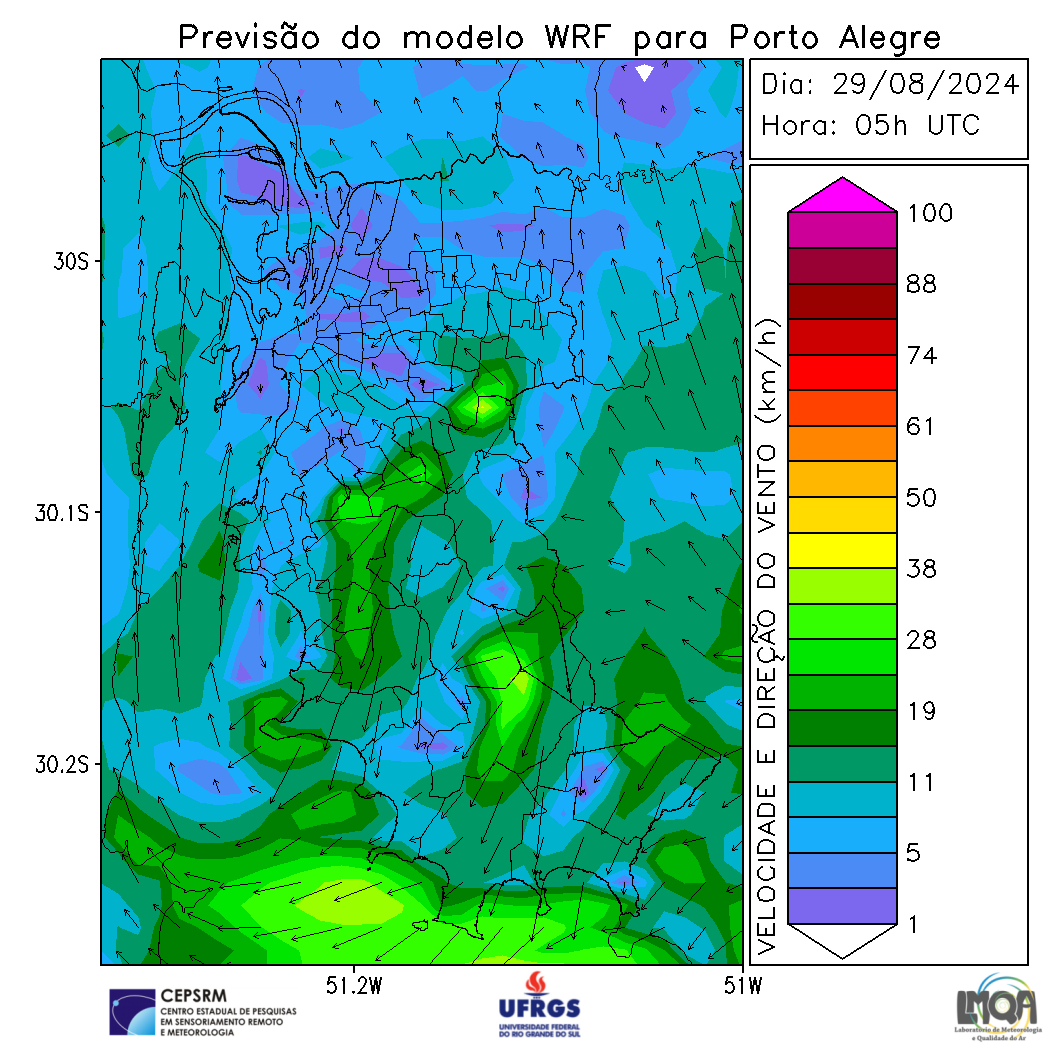 Previsão do modelo WRF para Porto Alegre
Dia: 29/08/2024
Hora: 05h UTC
30S
30.1S
30.2S
51.2W
51W
VELOCIDADE E DIREÇÃO DO VENTO (km/h)
100
88
74
61
50
38
28
19
11
5
1
CEPSRM
CENTRO ESTADUAL DE PESQUISAS
EM SENSORIAMENTO REMOTO
E METEOROLOGIA
UFRGS
UNIVERSIDADE FEDERAL
DO RIO GRANDE DO SUL
LMQA
Laboratório de Meteorologia
e Qualidade do Ar